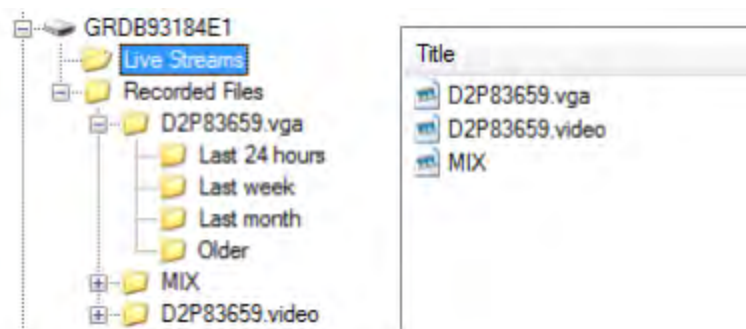 GRDB93184E1
Live Streams
Recorded Files
D2P83659.vga
Last 24 hours
Last week
Last month
Older
MIX
D2P83659.video
Title
D2P83659.vga
D2P83659.video
MIX